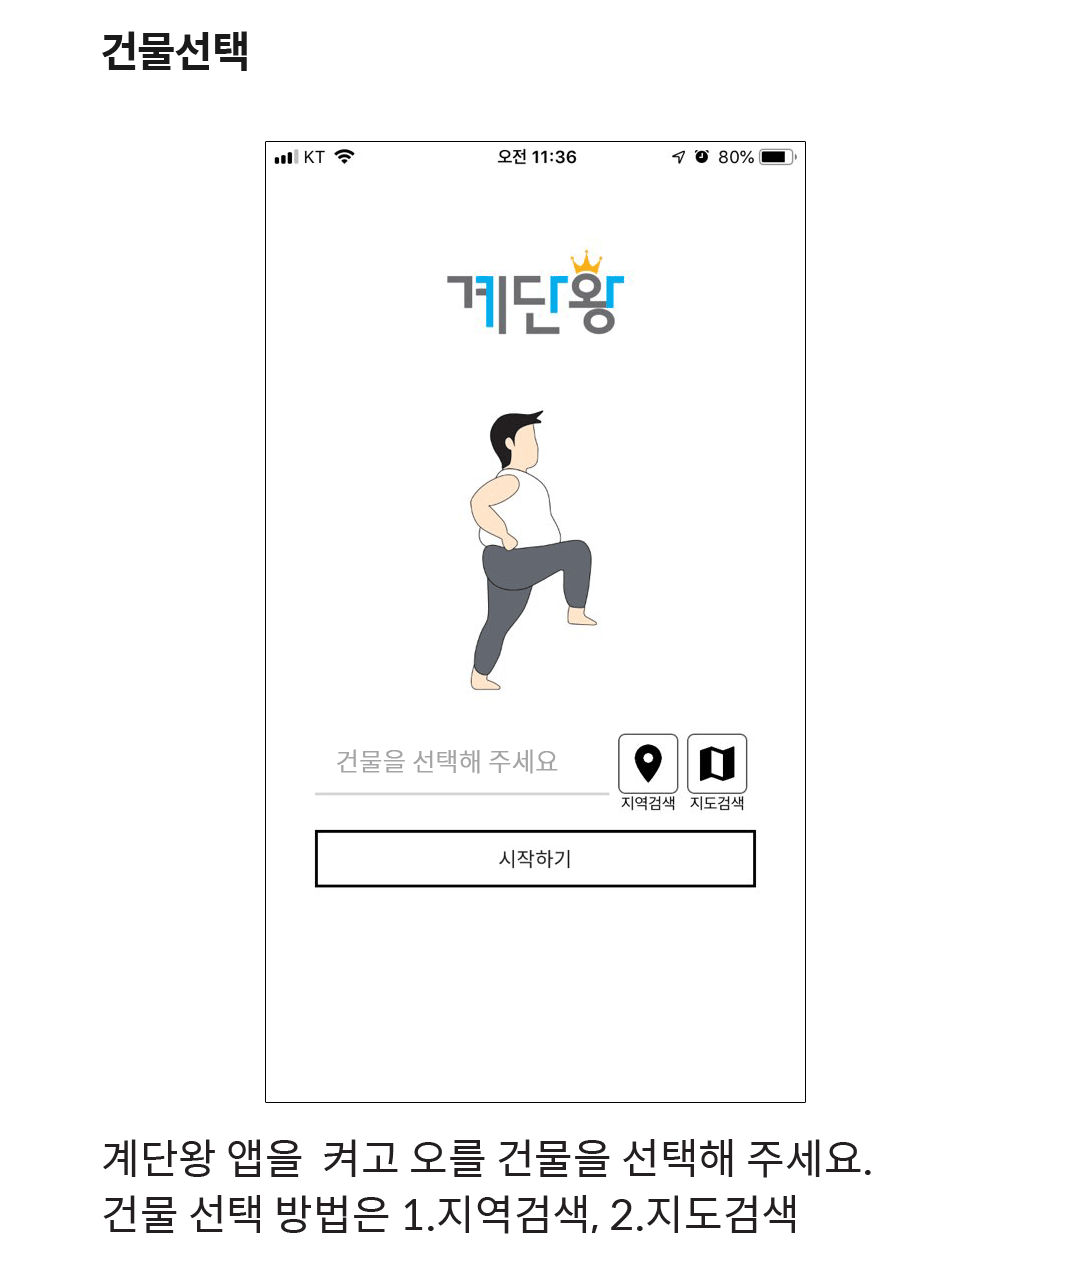 건물선택
KT 오전 11:36 80%
계단왕
건물을 선택해 주세요
지역검색 지도검색
시작하기
계단왕 앱을 켜고 오를 건물을 선택해 주세요.
건물 선택 방법은 1.지역검색, 2.지도검색